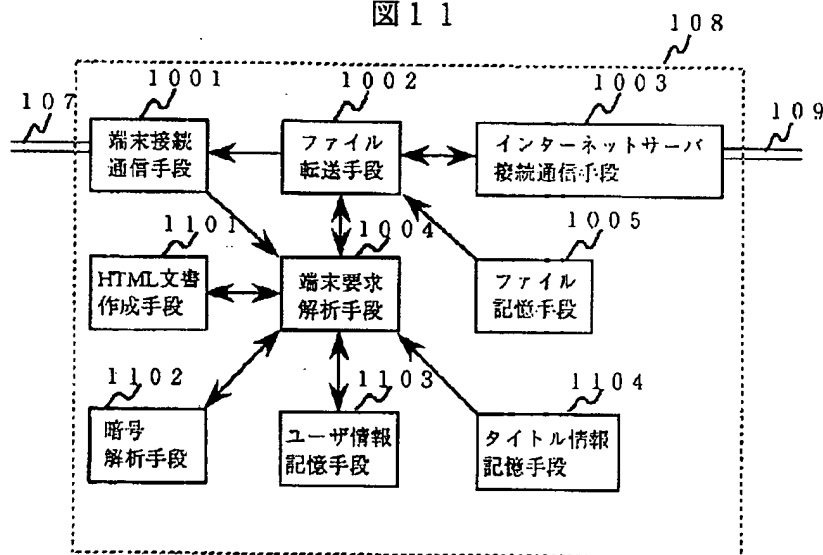 図11
108
1001
1002
1003
107
109
端末接続
通信手段
ファイル
転送手段
インターネットサーバ
接続通信手段
1101
1004
1005
HTML文書
作成手段
端末要求
解析手段
ファイル
記憶手段
1102
1103
1104
暗号
解析手段
ユーザ情報
記憶手段
タイトル情報
記憶手段